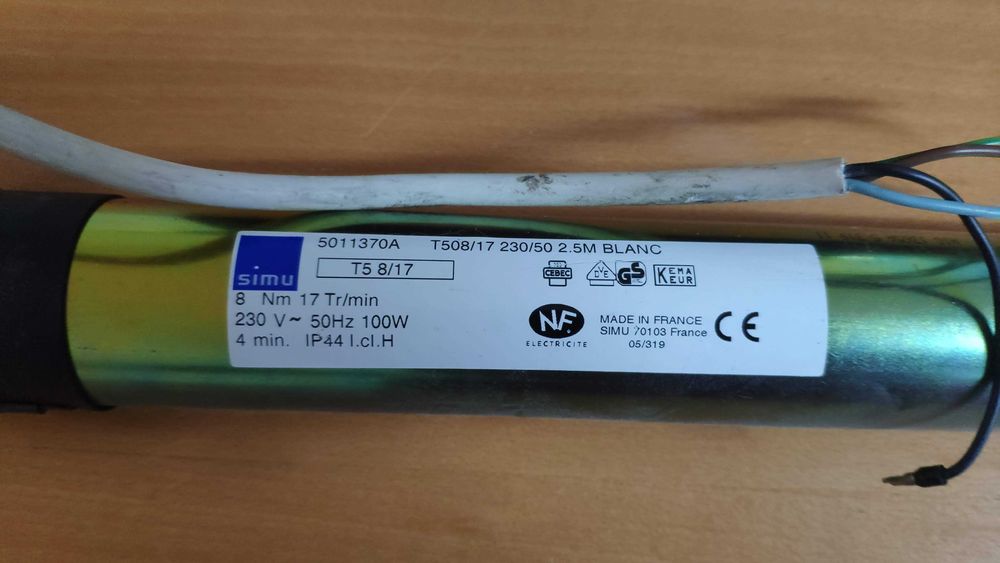 simu
5011370A T508/17 230/50 2.5M BLANC
T5 8/17
CEBEC
VDE
GS
KEMA
KEUR
8 Nm 17 Tr/min
230 V~ 50Hz 100W
4 min. IP44 I.cl.H
NF
ELECTRICITE
MADE IN FRANCE
SIMU 70103 France
05/319
CE